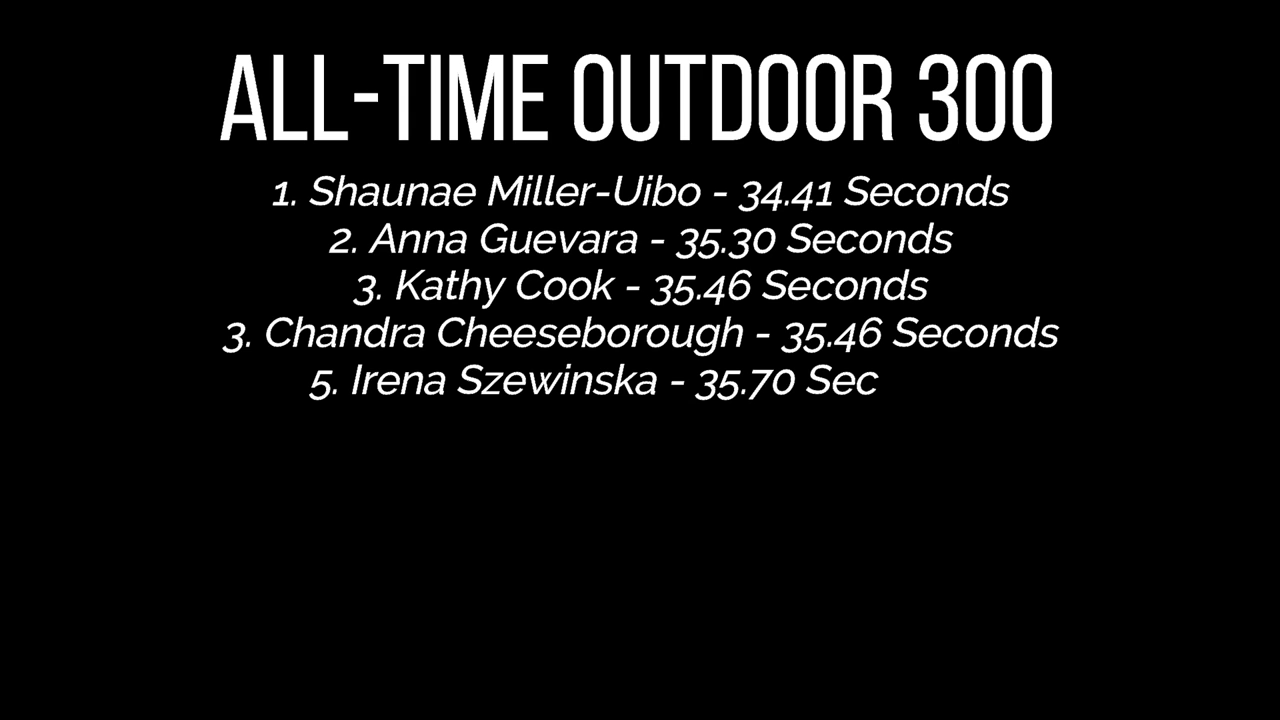 ALL-TIME OUTDOOR 300
1. Shaunae Miller-Uibo - 34.41 Seconds
2. Anna Guevara - 35.30 Seconds
3. Kathy Cook - 35.46 Seconds
3. Chandra Cheeseborough - 35.46 Seconds
5. Irena Szewinska - 35.70 Sec